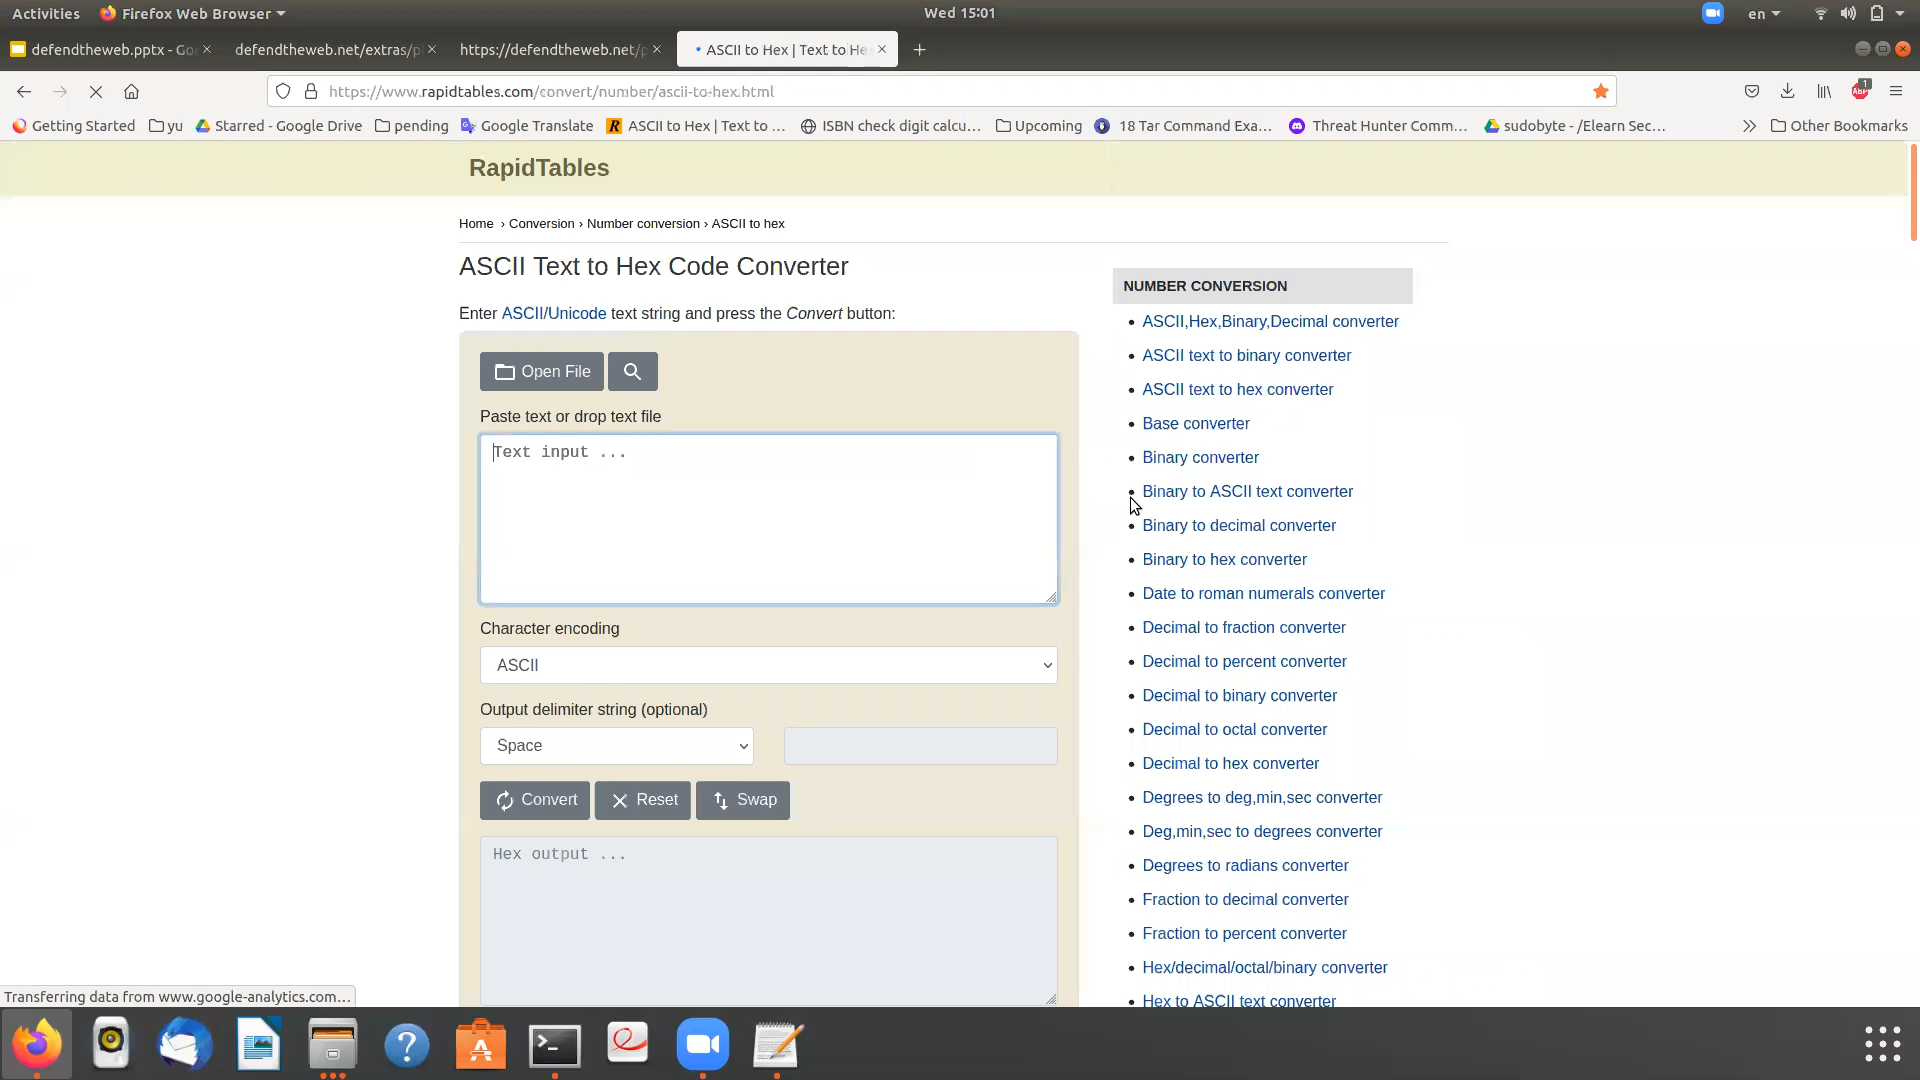 Activities Firefox Web Browser Wed 15:01 en
defendtheweb.pptx - Go defendtheweb.net/extras/pl https://defendtheweb.net/p ASCII to Hex | Text to He
https://www.rapidtables.com/convert/number/ascii-to-hex.html 1 ABP
Getting Started yu Starred - Google Drive pending Google Translate ASCII to Hex | Text to ... ISBN check digit calcu... Upcoming 18 Tar Command Exa... Threat Hunter Comm... sudobyte - /Elearn Sec... Other Bookmarks
RapidTables
Home › Conversion › Number conversion › ASCII to hex
ASCII Text to Hex Code Converter
Enter ASCII/Unicode text string and press the Convert button:
Open File
Paste text or drop text file
Text input ...
Character encoding
ASCII
Output delimiter string (optional)
Space
Convert Reset Swap
Hex output ...
NUMBER CONVERSION
ASCII,Hex,Binary,Decimal converter
ASCII text to binary converter
ASCII text to hex converter
Base converter
Binary converter
Binary to ASCII text converter
Binary to decimal converter
Binary to hex converter
Date to roman numerals converter
Decimal to fraction converter
Decimal to percent converter
Decimal to binary converter
Decimal to octal converter
Decimal to hex converter
Degrees to deg,min,sec converter
Deg,min,sec to degrees converter
Degrees to radians converter
Fraction to decimal converter
Fraction to percent converter
Hex/decimal/octal/binary converter
Hex to ASCII text converter
Transferring data from www.google-analytics.com...